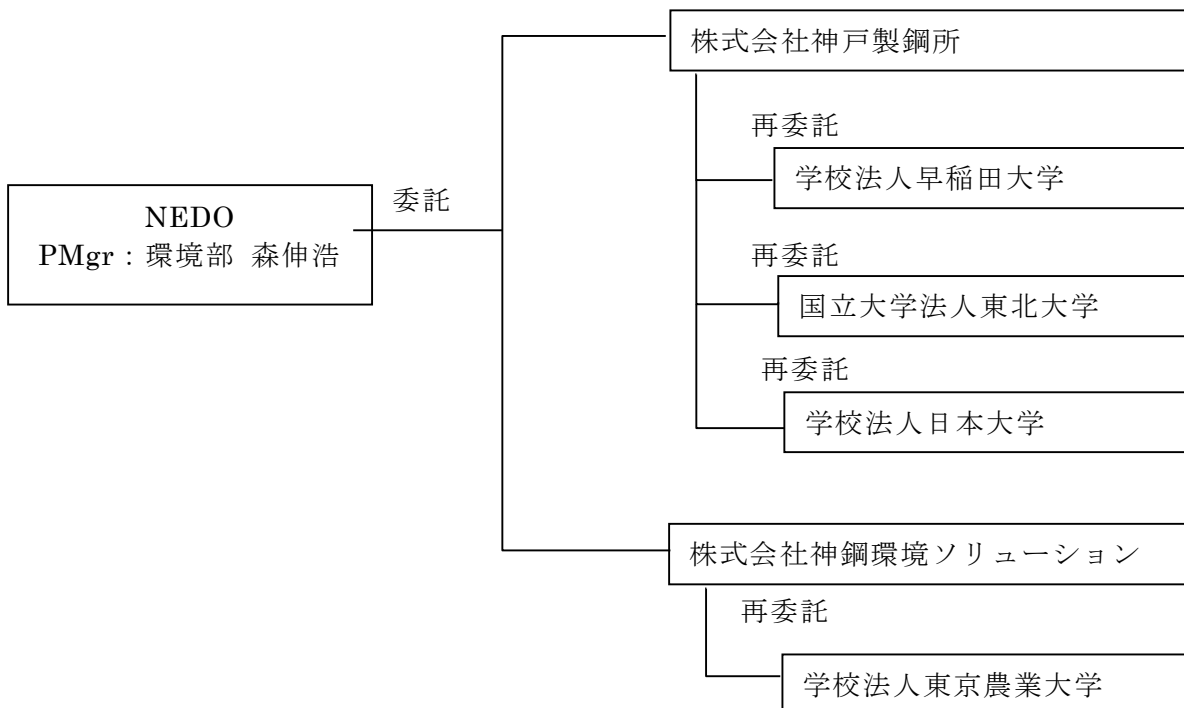 株式会社神戸製鋼所
再委託
学校法人早稲田大学
NEDO
PMgr：環境部 森伸浩
委託
再委託
国立大学法人東北大学
再委託
学校法人日本大学
株式会社神鋼環境ソリューション
再委託
学校法人東京農業大学